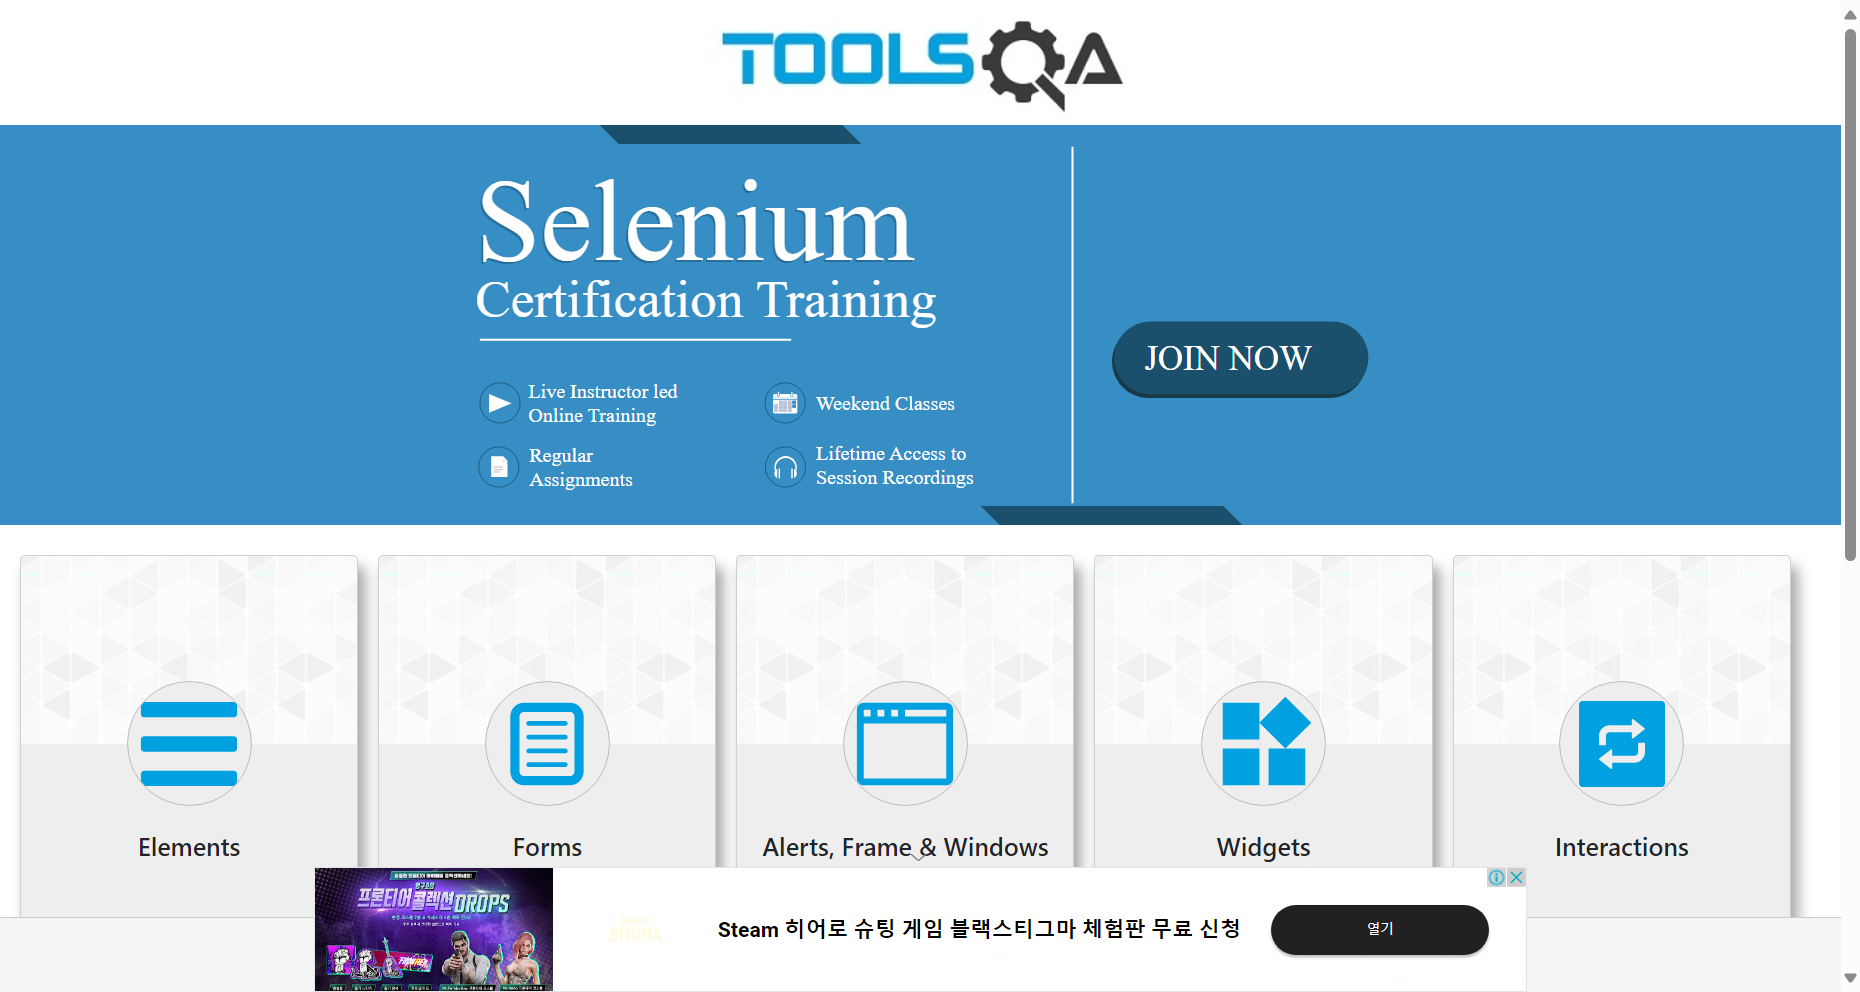 TOOLSQA
Selenium
Certification Training
JOIN NOW
Live Instructor led
Online Training
Weekend Classes
Regular
Assignments
Lifetime Access to
Session Recordings
Elements
Forms
Alerts, Frame & Windows
Widgets
Interactions
프론티어 콜렉션 DROPS
BLACK
STIGMA
Steam 히어로 슈팅 게임 블랙스티그마 체험판 무료 신청
열기